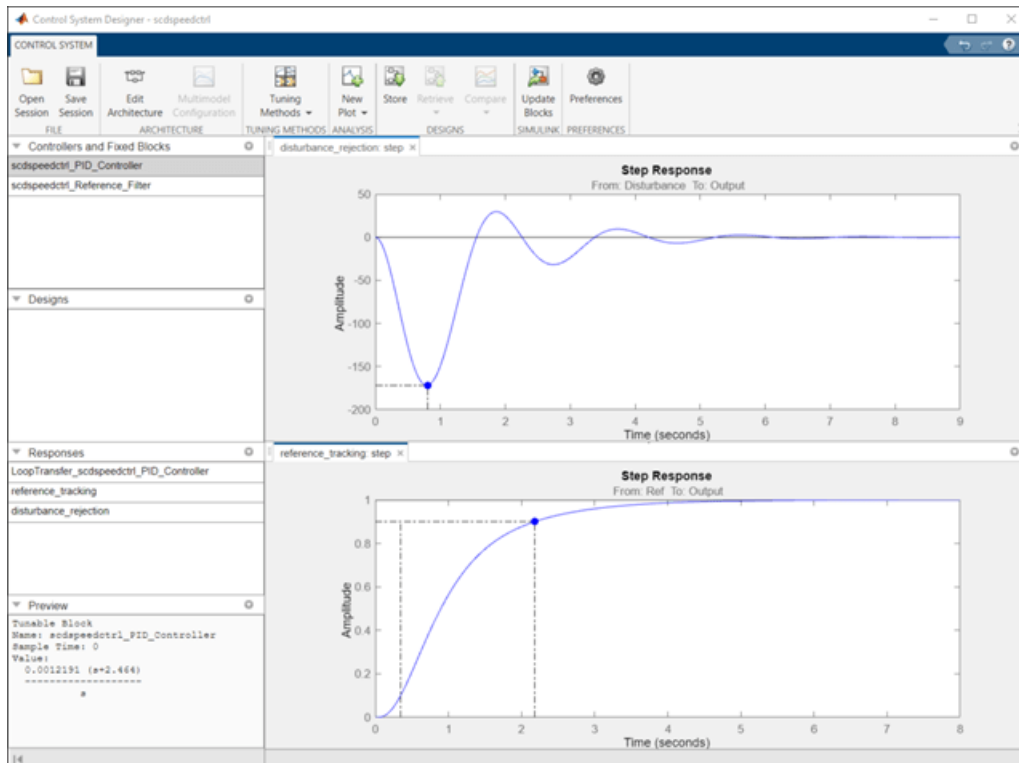 Control System Designer - scdspeedctrl
CONTROL SYSTEM
Open Session
Save Session
Edit Architecture
Multimodel Configuration
Tuning Methods
New Plot
Store
Retrieve
Compare
Update Blocks
Preferences
FILE
ARCHITECTURE
TUNING METHODS
ANALYSIS
DESIGNS
SIMULINK
PREFERENCES
Controllers and Fixed Blocks
scdspeedctrl_PID_Controller
scdspeedctrl_Reference_Filter
Designs
Responses
LoopTransfer_scdspeedctrl_PID_Controller
reference_tracking
disturbance_rejection
Preview
Tunable Block
Name: scdspeedctrl_PID_Controller
Sample Time: 0
Value:
0.0012191 (s+2.464)
-------------------
s
disturbance_rejection: step
Step Response
From: Disturbance To: Output
Amplitude
50
0
-50
-100
-150
-200
0 1 2 3 4 5 6 7 8 9
Time (seconds)
reference_tracking: step
Step Response
From: Ref To: Output
Amplitude
1
0.8
0.6
0.4
0.2
0
0 1 2 3 4 5 6 7 8
Time (seconds)